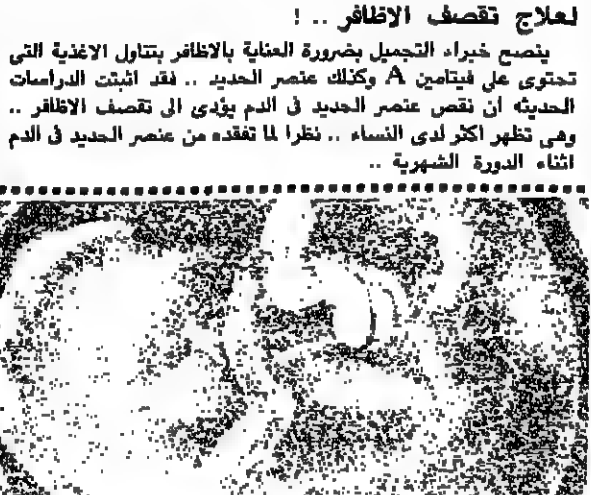 لعلاج تقصف الاظافر .. !
ينصح خبراء التجميل بضرورة العناية بالاظافر بتناول الاغذية التى
تحتوى على فيتامين A وكذلك عنصر الحديد .. فقد اثبتت الدراسات
الحديثه أن نقص عنصر الحديد فى الدم يؤدى الى تقصف الاظافر ..
وهى تظهر اكثر لدى النساء .. نظرا لما تفقده من عنصر الحديد فى الدم
اثناء الدورة الشهرية ..